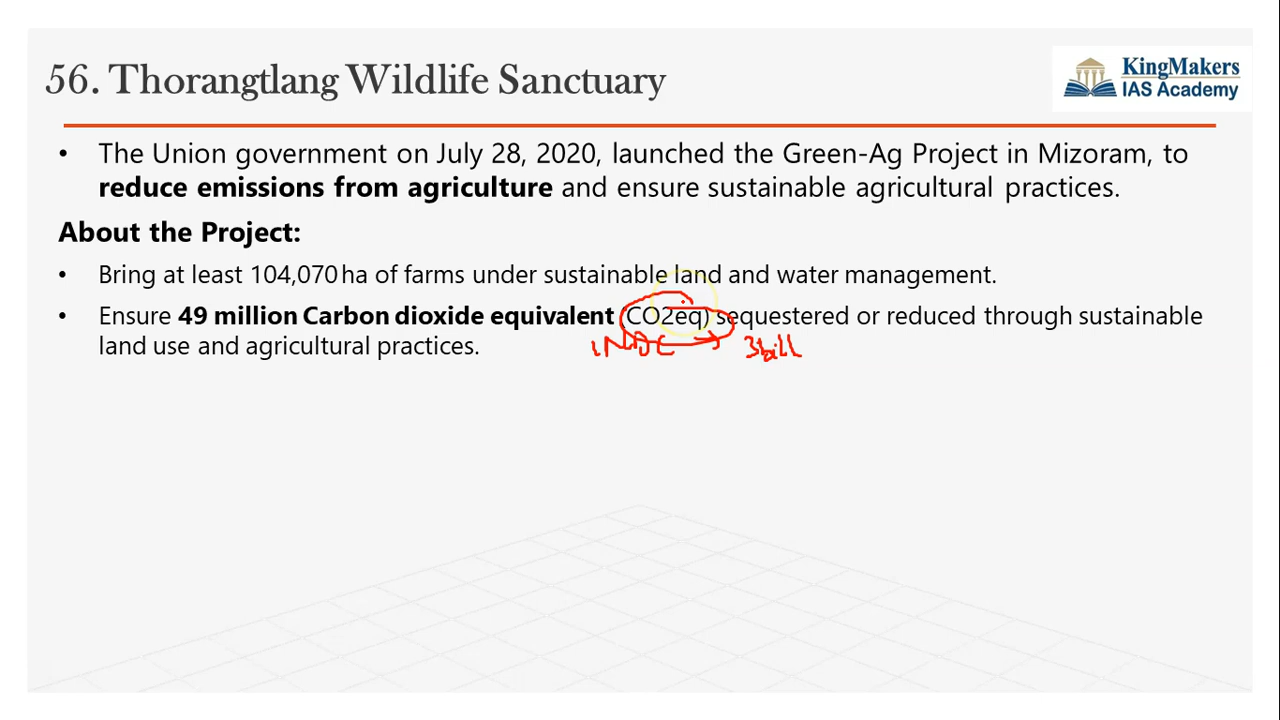 56. Thorangtlang Wildlife Sanctuary
KingMakers
IAS Academy
• The Union government on July 28, 2020, launched the Green-Ag Project in Mizoram, to
reduce emissions from agriculture and ensure sustainable agricultural practices.
About the Project:
• Bring at least 104,070 ha of farms under sustainable land and water management.
• Ensure 49 million Carbon dioxide equivalent (CO2eq) sequestered or reduced through sustainable
land use and agricultural practices.
INDC → 3bill